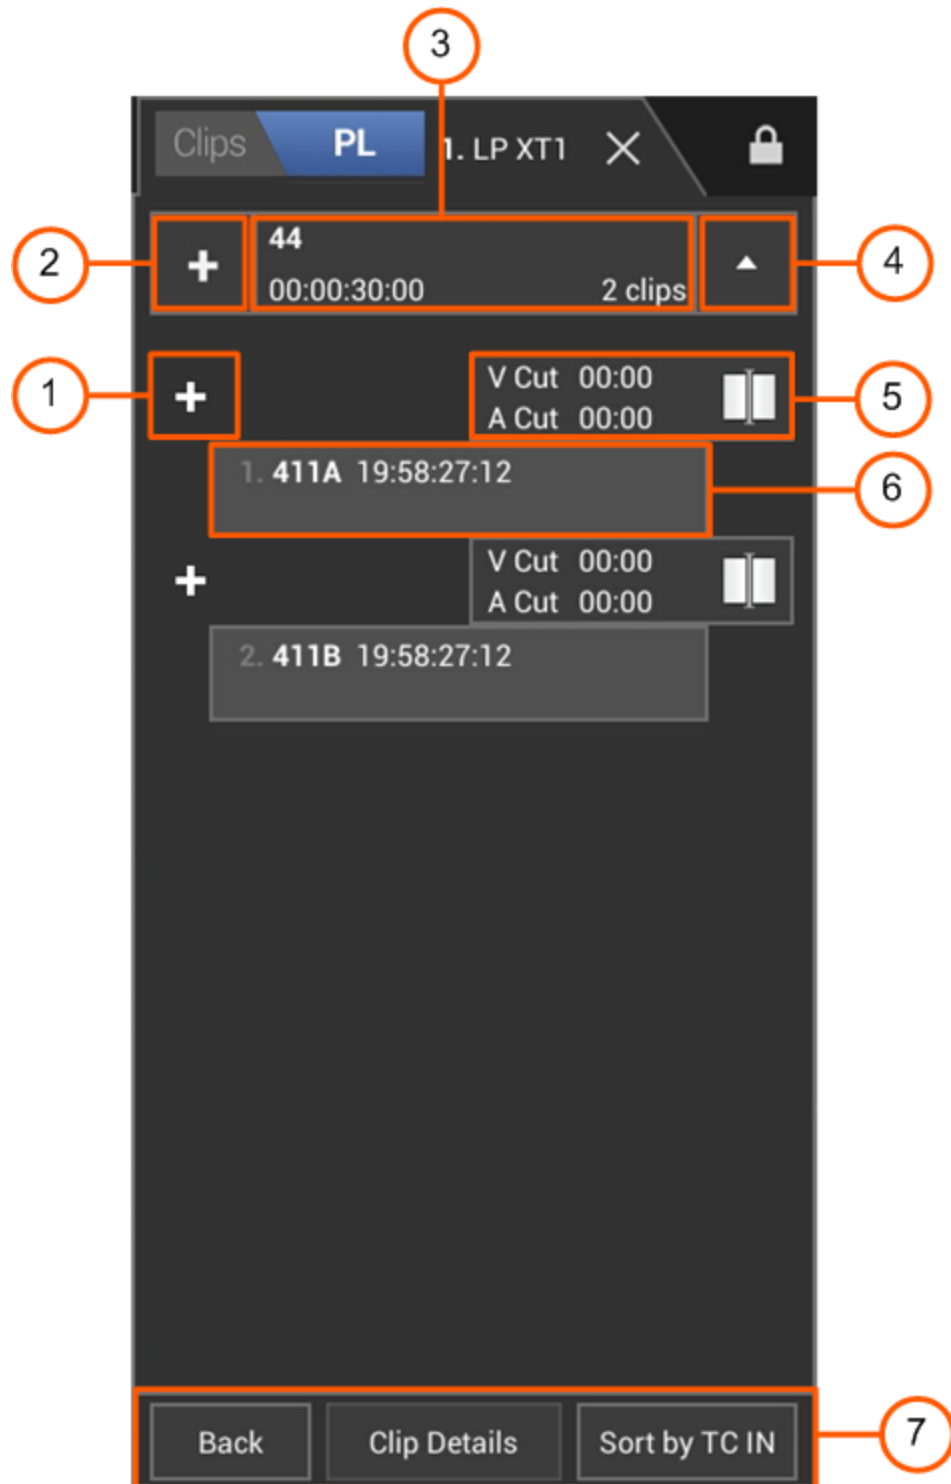 3
Clips PL 1. LP XT1
2
44
4
00:00:30:00 2 clips
1
V Cut 00:00
A Cut 00:00
5
1. 411A 19:58:27:12
6
V Cut 00:00
A Cut 00:00
2. 411B 19:58:27:12
Back Clip Details Sort by TC IN
7